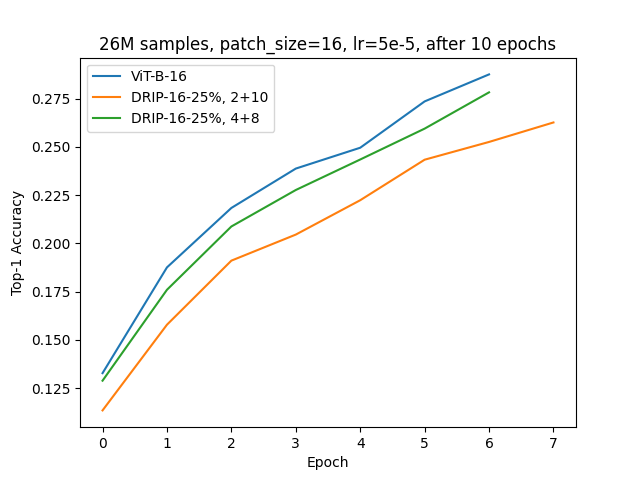 26M samples, patch_size=16, lr=5e-5, after 10 epochs
ViT-B-16
DRIP-16-25%, 2+10
DRIP-16-25%, 4+8
0.275
0.250
0.225
0.200
0.175
0.150
0.125
Top-1 Accuracy
0 1 2 3 4 5 6 7
Epoch